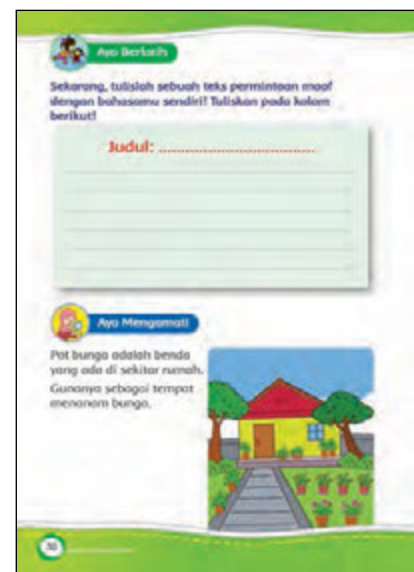 Ayo Berlatih
Sekarang, tulislah sebuah teks permintaan maaf
dengan bahasamu sendiri! Tuliskan pada kolom
berikut!
Judul: ........................................
Ayo Mengamati
Pot bunga adalah benda
yang ada di sekitar rumah.
Gunanya sebagai tempat
menanam bunga.